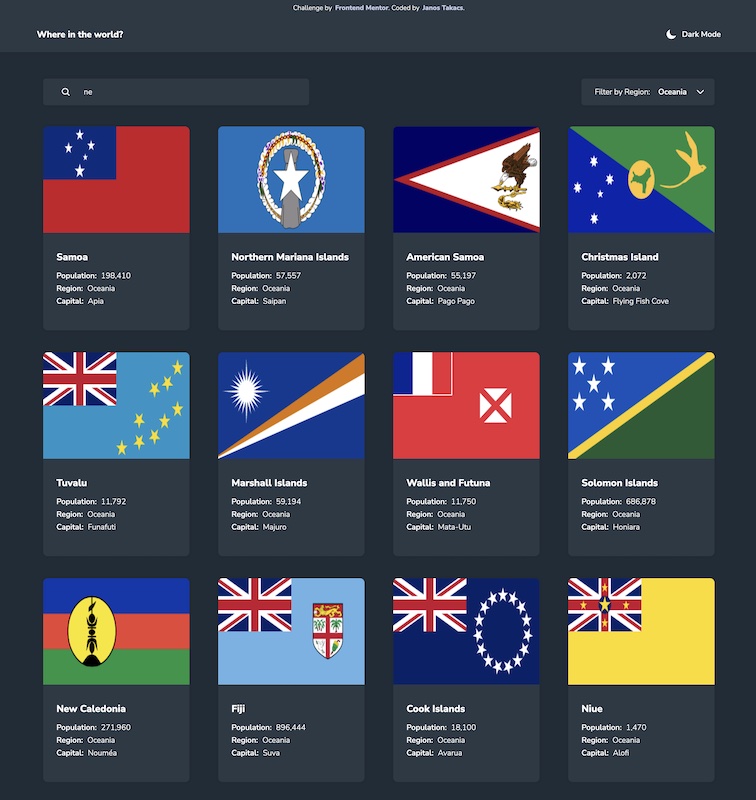 Challenge by Frontend Mentor. Coded by Janos Takacs.
Where in the world?
Dark Mode
ne
Filter by Region: Oceania
Samoa
Population: 198,410
Region: Oceania
Capital: Apia
Northern Mariana Islands
Population: 57,557
Region: Oceania
Capital: Saipan
American Samoa
Population: 55,197
Region: Oceania
Capital: Pago Pago
Christmas Island
Population: 2,072
Region: Oceania
Capital: Flying Fish Cove
Tuvalu
Population: 11,792
Region: Oceania
Capital: Funafuti
Marshall Islands
Population: 59,194
Region: Oceania
Capital: Majuro
Wallis and Futuna
Population: 11,750
Region: Oceania
Capital: Mata-Utu
Solomon Islands
Population: 686,878
Region: Oceania
Capital: Honiara
New Caledonia
Population: 271,960
Region: Oceania
Capital: Nouméa
Fiji
Population: 896,444
Region: Oceania
Capital: Suva
Cook Islands
Population: 18,100
Region: Oceania
Capital: Avarua
Niue
Population: 1,470
Region: Oceania
Capital: Alofi